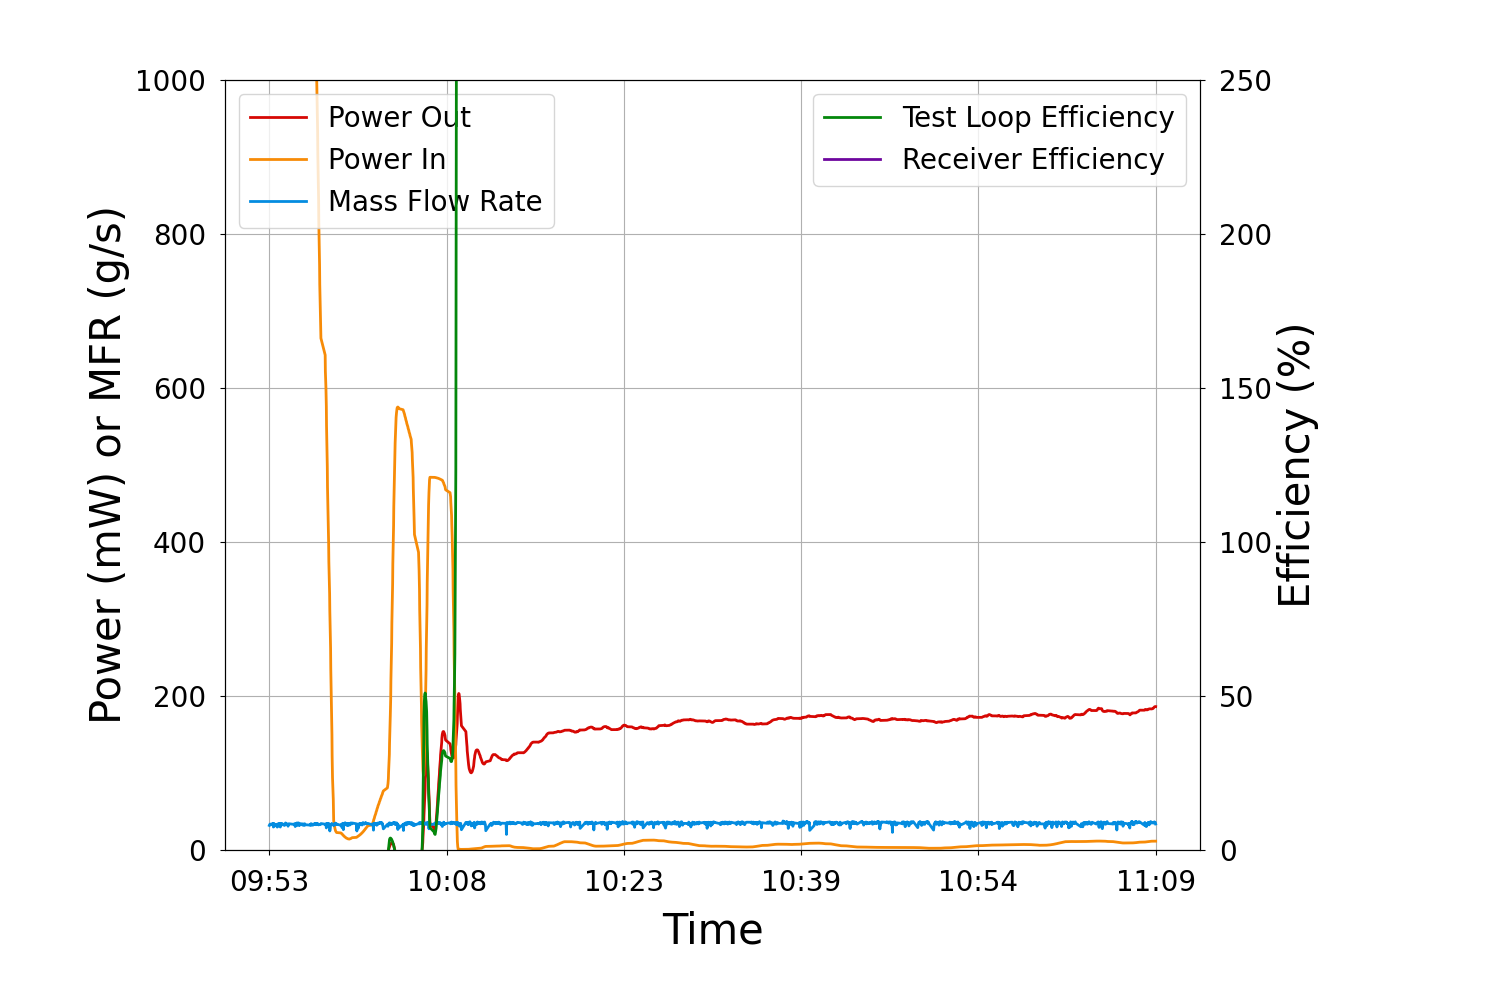 Power Out
Power In
Mass Flow Rate
Test Loop Efficiency
Receiver Efficiency
1000
800
600
400
200
0
250
200
150
100
50
0
Power (mW) or MFR (g/s)
Efficiency (%)
09:53
10:08
10:23
10:39
10:54
11:09
Time